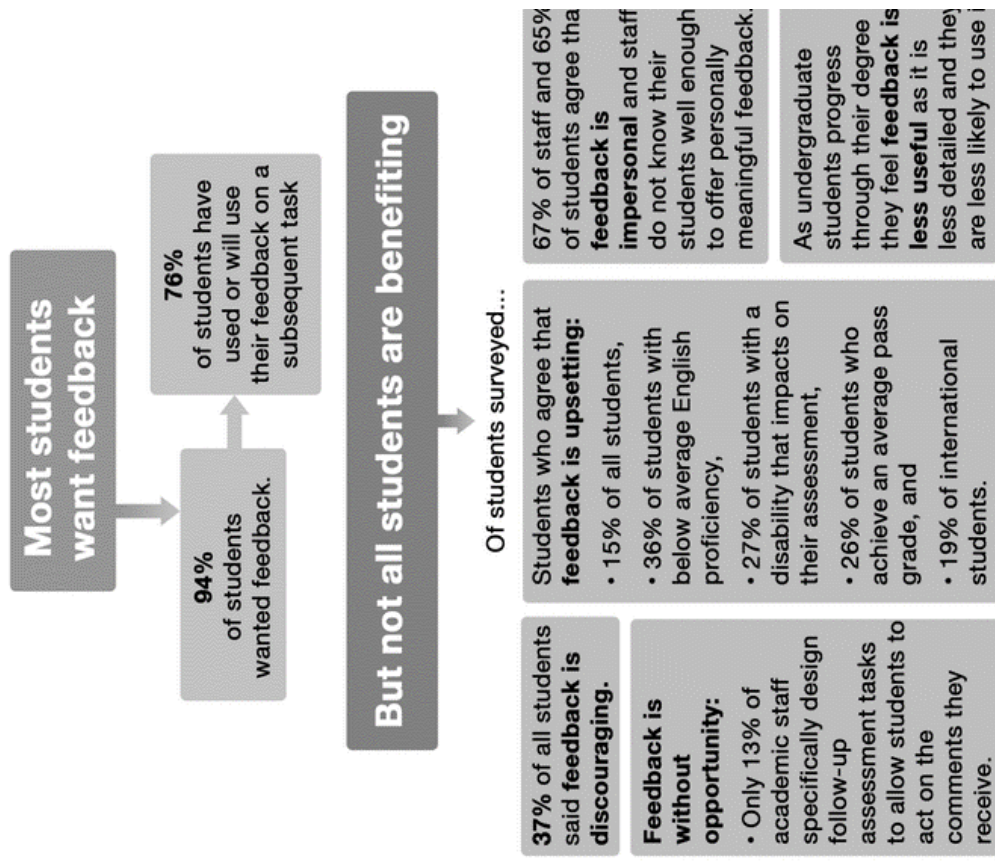 Most students
want feedback
94%
of students
wanted feedback.
76%
of students have
used or will use
their feedback on a
subsequent task
But not all students are benefiting
Of students surveyed...
37% of all students
said feedback is
discouraging.
Feedback is
without
opportunity:
• Only 13% of
academic staff
specifically design
follow-up
assessment tasks
to allow students to
act on the
comments they
receive.
Students who agree that
feedback is upsetting:
• 15% of all students,
• 36% of students with
below average English
proficiency,
• 27% of students with a
disability that impacts on
their assessment,
• 26% of students who
achieve an average pass
grade, and
• 19% of international
students.
67% of staff and 65%
of students agree tha
feedback is
impersonal and staff
do not know their
students well enough
to offer personally
meaningful feedback.
As undergraduate
students progress
through their degree
they feel feedback is
less useful as it is
less detailed and they
are less likely to use i